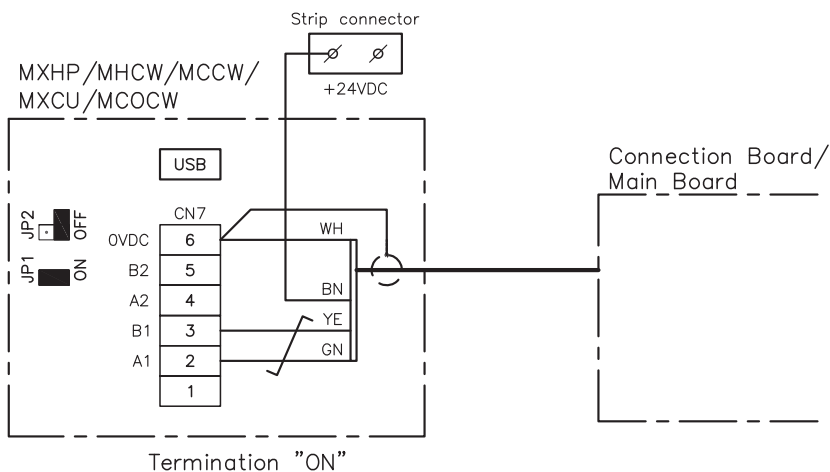 Strip connector
+24VDC
MXHP/MHCW/MCCW/
MXCU/MCOCW
Connection Board/
Main Board
USB
JP2
OFF
JP1
ON
CN7
0VDC 6 WH
B2 5
A2 4 BN
B1 3 YE
A1 2 GN
1
Termination "ON"